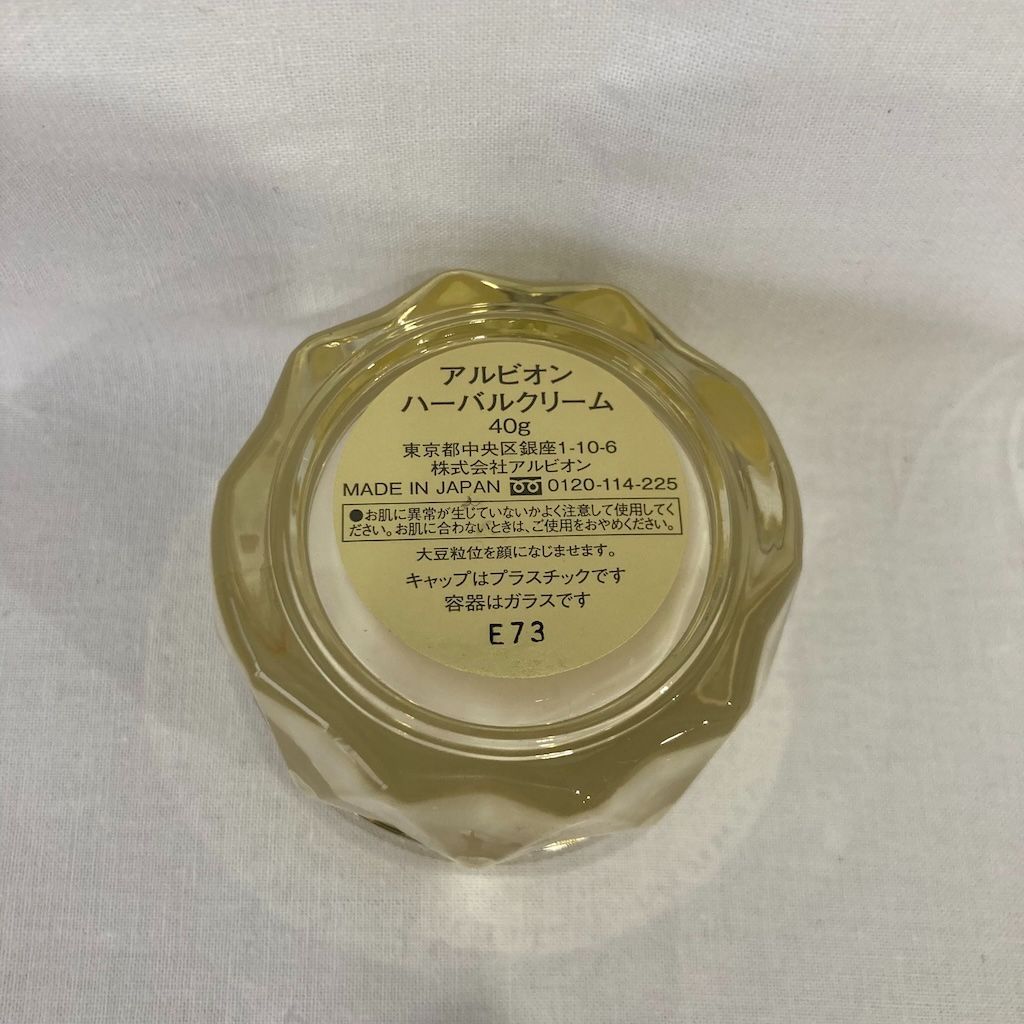 アルビオン
ハーバルクリーム
40g
東京都中央区銀座1-10-6
株式会社アルビオン
MADE IN JAPAN 0120-114-225
●お肌に異常が生じていないかよく注意して使用してく
ださい。お肌に合わないときは、ご使用をおやめください。
大豆粒位を顔になじませます。
キャップはプラスチックです
容器はガラスです
E73